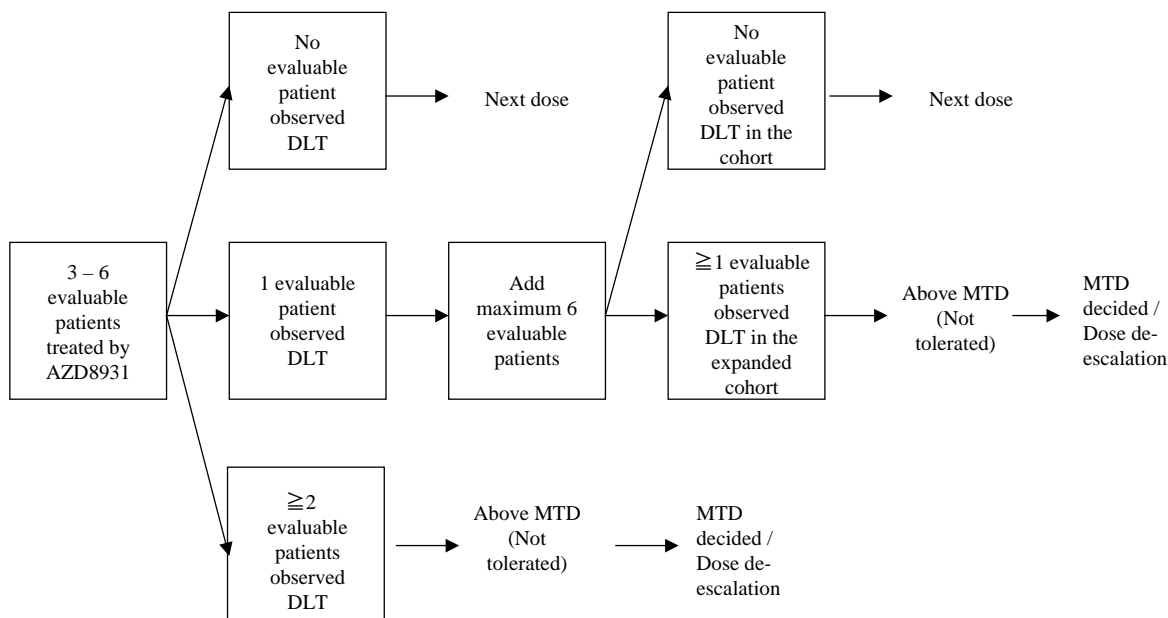 No
evaluable
patient
observed
DLT
Next dose
No
evaluable
patient
observed
DLT in the
cohort
Next dose
3 – 6
evaluable
patients
treated by
AZD8931
1 evaluable
patient
observed
DLT
Add
maximum 6
evaluable
patients
≧1 evaluable
patients
observed
DLT in the
expanded
cohort
Above MTD
(Not
tolerated)
MTD
decided /
Dose de-
escalation
≧2
evaluable
patients
observed
DLT
Above MTD
(Not
tolerated)
MTD
decided /
Dose de-
escalation